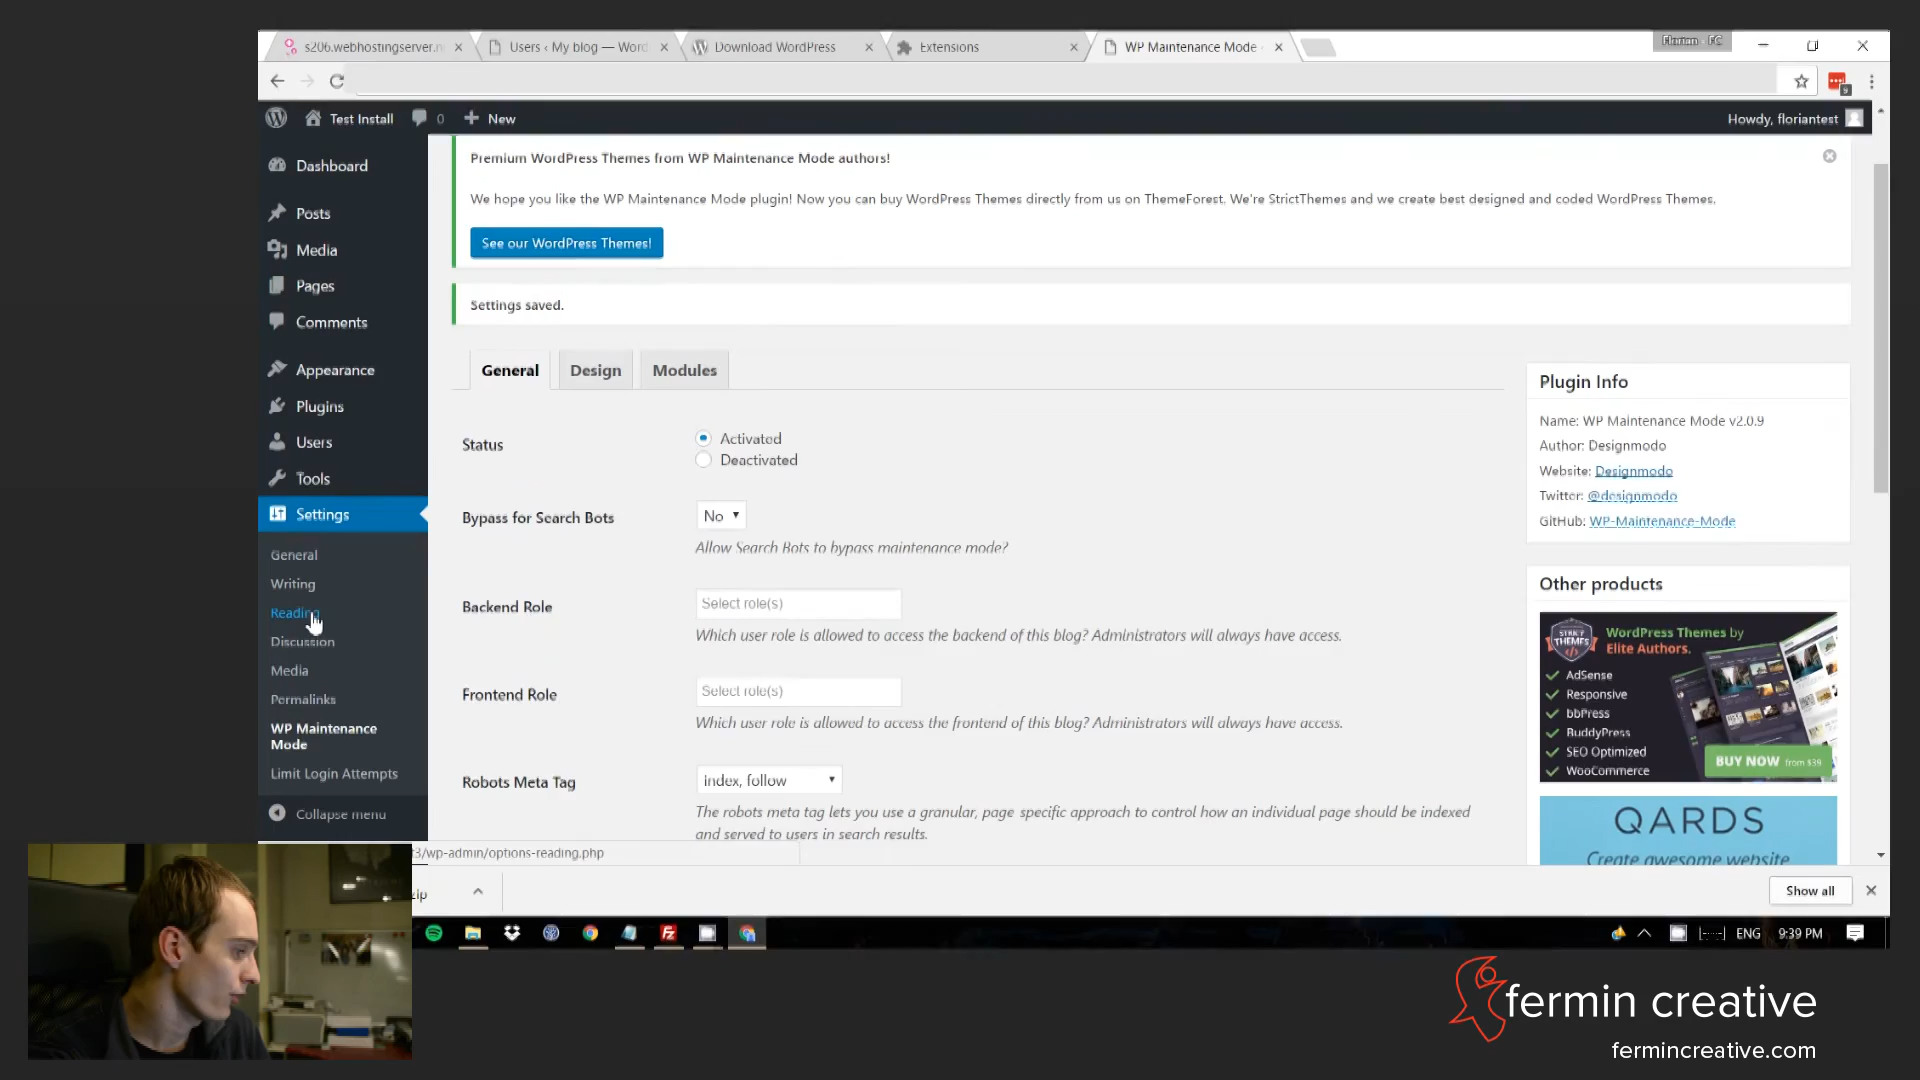 s206.webhostingserver.n
Users ‹ My blog — Word
Download WordPress
Extensions
WP Maintenance Mode
Florian - FC
9
Test Install
0
New
Howdy, floriantest
Dashboard
Posts
Media
Pages
Comments
Appearance
Plugins
Users
Tools
Settings
General
Writing
Reading
Discussion
Media
Permalinks
WP Maintenance
Mode
Limit Login Attempts
Collapse menu
Premium WordPress Themes from WP Maintenance Mode authors!
We hope you like the WP Maintenance Mode plugin! Now you can buy WordPress Themes directly from us on ThemeForest. We're StrictThemes and we create best designed and coded WordPress Themes.
See our WordPress Themes!
Settings saved.
General
Design
Modules
Status
Activated
Deactivated
Bypass for Search Bots
No
Allow Search Bots to bypass maintenance mode?
Backend Role
Select role(s)
Which user role is allowed to access the backend of this blog? Administrators will always have access.
Frontend Role
Select role(s)
Which user role is allowed to access the frontend of this blog? Administrators will always have access.
Robots Meta Tag
index, follow
The robots meta tag lets you use a granular, page specific approach to control how an individual page should be indexed
and served to users in search results.
Plugin Info
Name: WP Maintenance Mode v2.0.9
Author: Designmodo
Website: Designmodo
Twitter: @designmodo
GitHub: WP-Maintenance-Mode
Other products
STRICT
THEMES
WordPress Themes by
Elite Authors.
AdSense
Responsive
bbPress
BuddyPress
SEO Optimized
WooCommerce
BUY NOW from $39
QARDS
Create awesome website
t3/wp-admin/options-reading.php
zip
Show all
ENG
9:39 PM
fermin creative
fermincreative.com